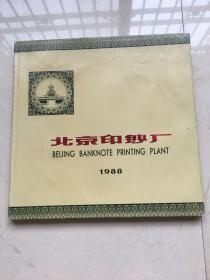 北京印钞厂
BEIJING BANKNOTE PRINTING PLANT
1988